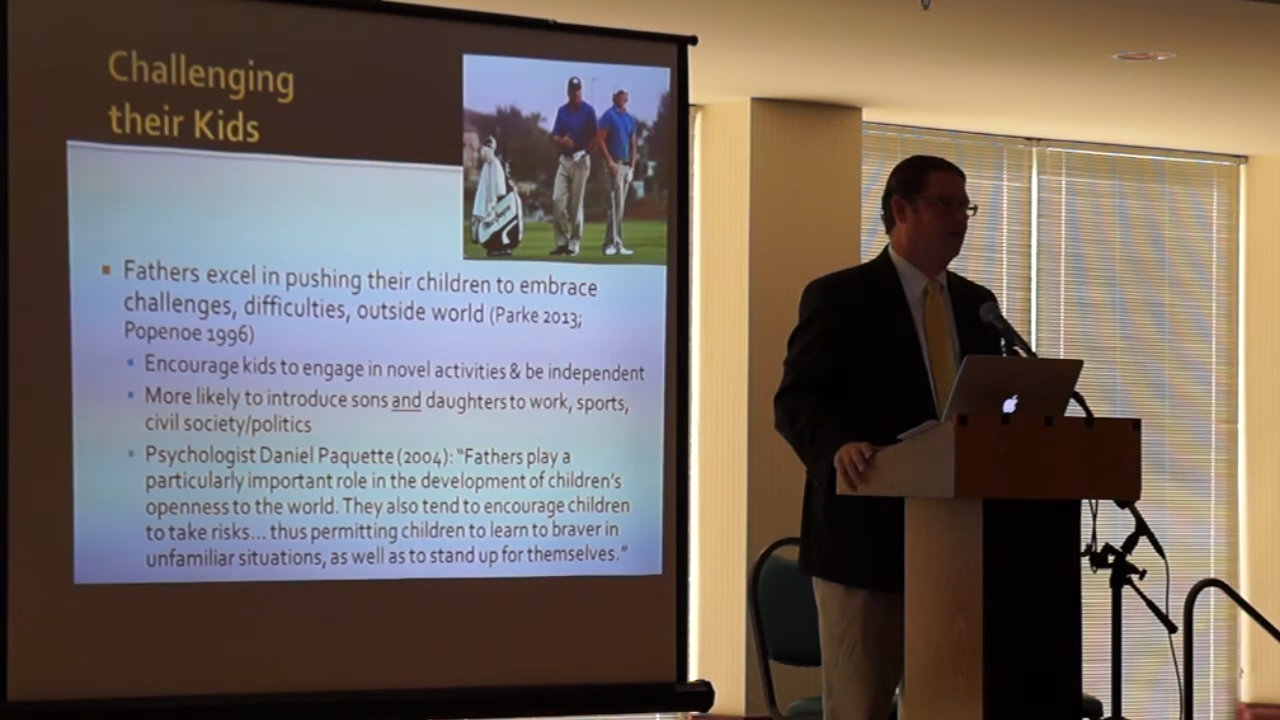 Challenging
their Kids
Fathers excel in pushing their children to embrace
challenges, difficulties, outside world (Parke 2013;
Popenoe 1996)
Encourage kids to engage in novel activities & be independent
More likely to introduce sons and daughters to work, sports,
civil society/politics
Psychologist Daniel Paquette (2004): “Fathers play a
particularly important role in the development of children’s
openness to the world. They also tend to encourage children
to take risks… thus permitting children to learn to braver in
unfamiliar situations, as well as to stand up for themselves.”